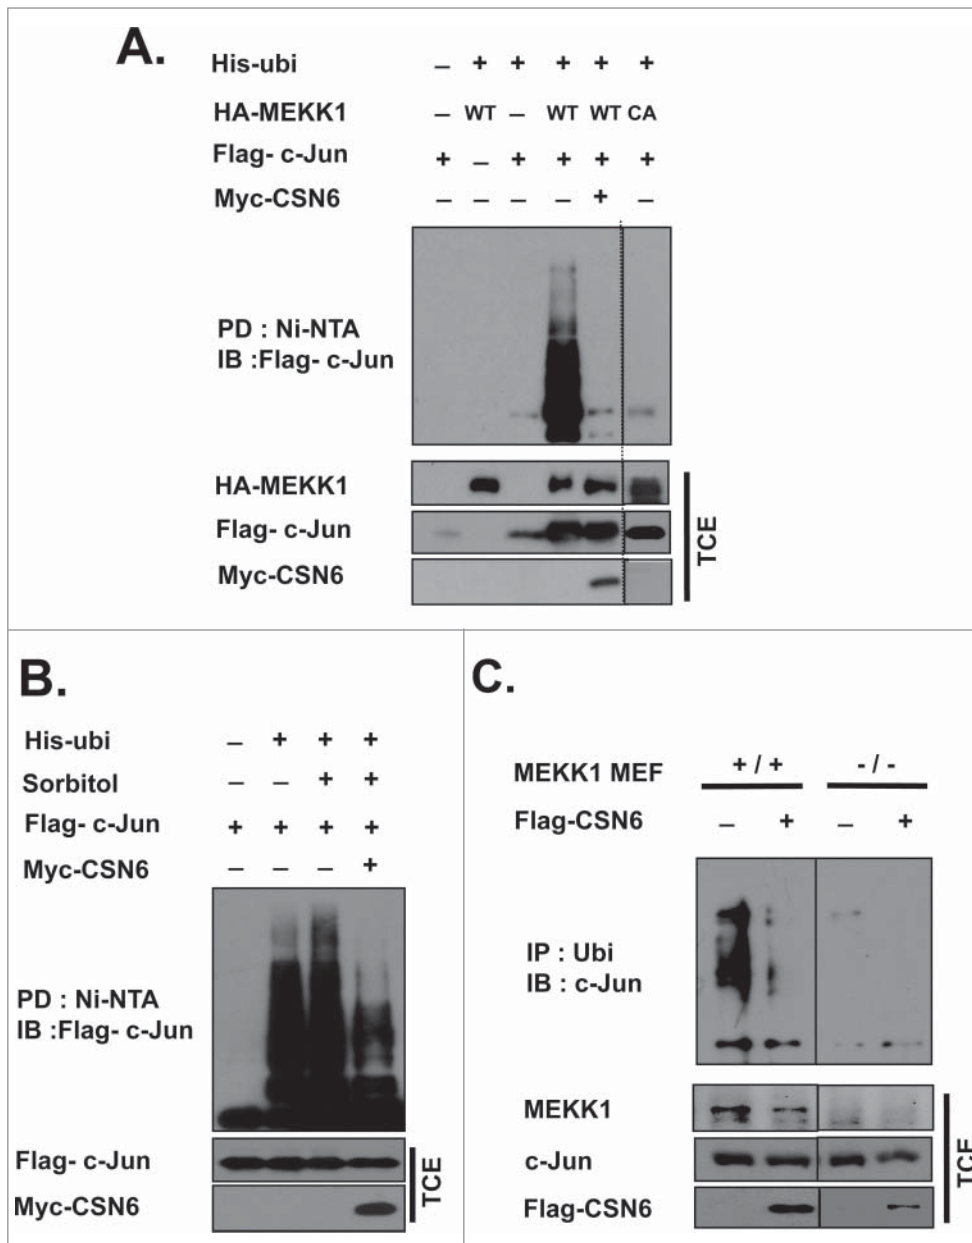 A.
His-ubi – + + + + +
HA-MEKK1 – WT – WT WT CA
Flag- c-Jun + – + + + +
Myc-CSN6 – – – – + –
PD : Ni-NTA
IB :Flag- c-Jun
HA-MEKK1
Flag- c-Jun
Myc-CSN6
TCE
B.
His-ubi – + + +
Sorbitol – – + +
Flag- c-Jun + + + +
Myc-CSN6 – – – +
PD : Ni-NTA
IB :Flag- c-Jun
Flag- c-Jun
Myc-CSN6
TCE
C.
MEKK1 MEF + / + - / -
Flag-CSN6 – + – +
IP : Ubi
IB : c-Jun
MEKK1
c-Jun
Flag-CSN6
TCE